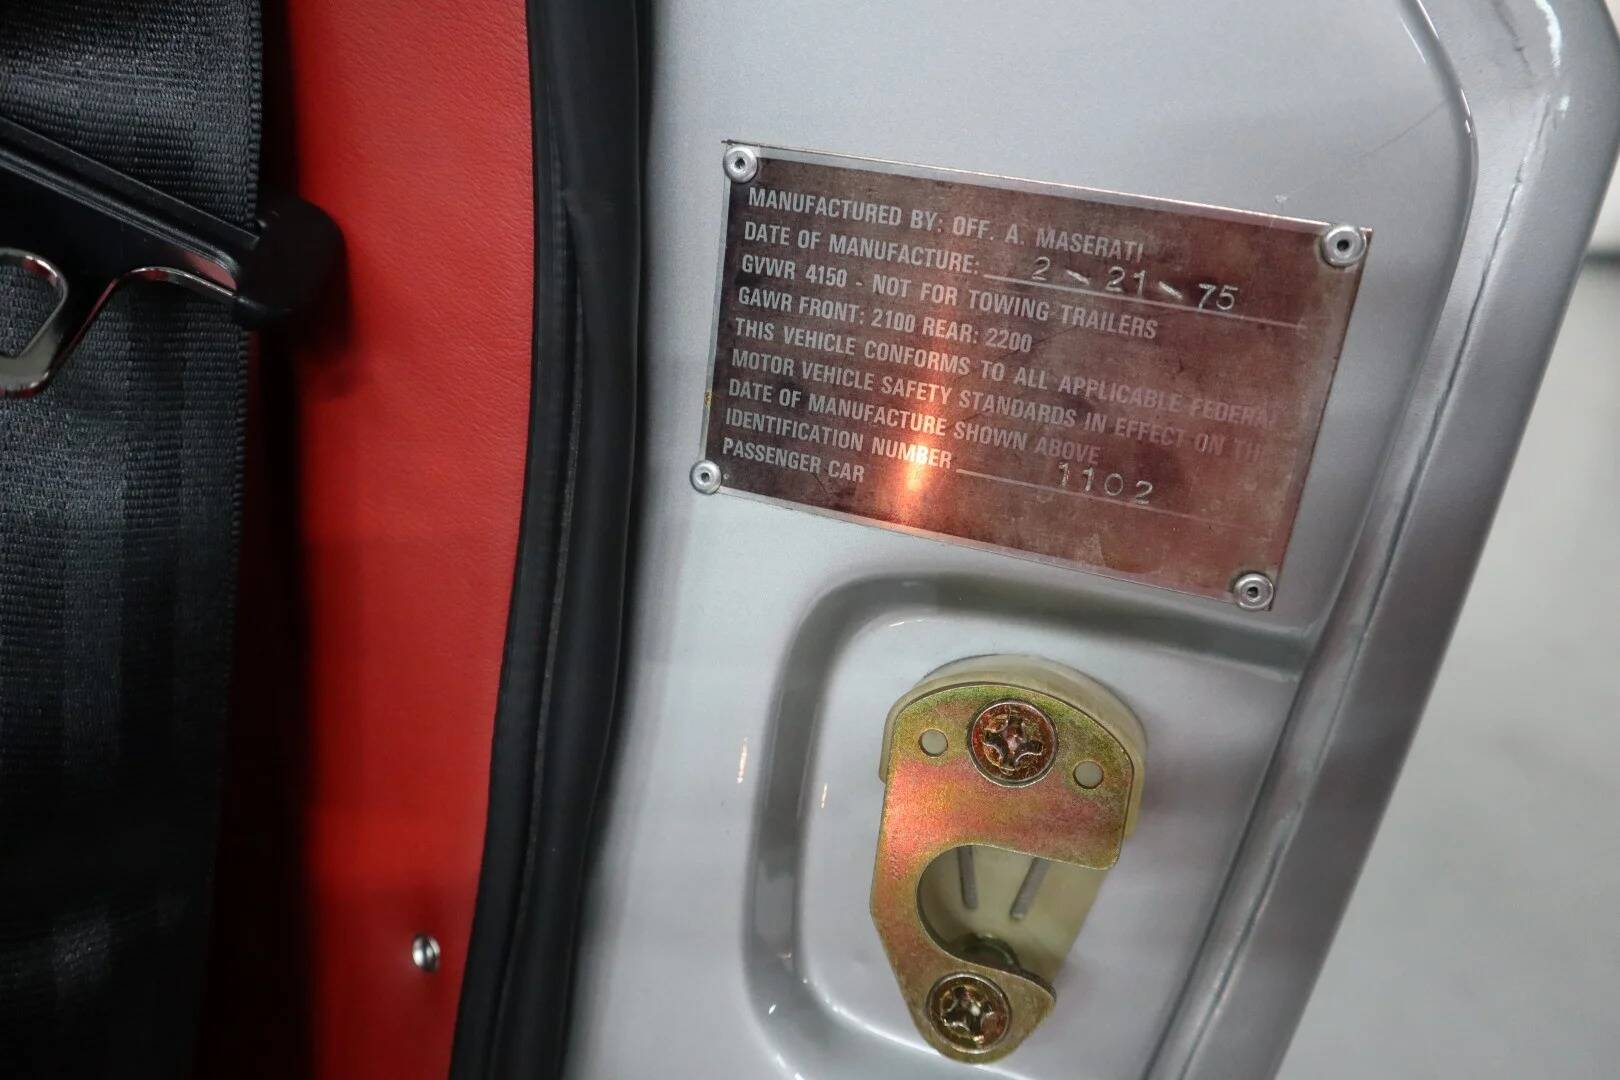 MANUFACTURED BY: OFF. A. MASERATI
DATE OF MANUFACTURE: 2-21-75
GVWR 4150 - NOT FOR TOWING TRAILERS
GAWR FRONT: 2100 REAR: 2200
THIS VEHICLE CONFORMS TO ALL APPLICABLE FEDERAL
MOTOR VEHICLE SAFETY STANDARDS IN EFFECT ON THE
DATE OF MANUFACTURE SHOWN ABOVE
IDENTIFICATION NUMBER 1102
PASSENGER CAR